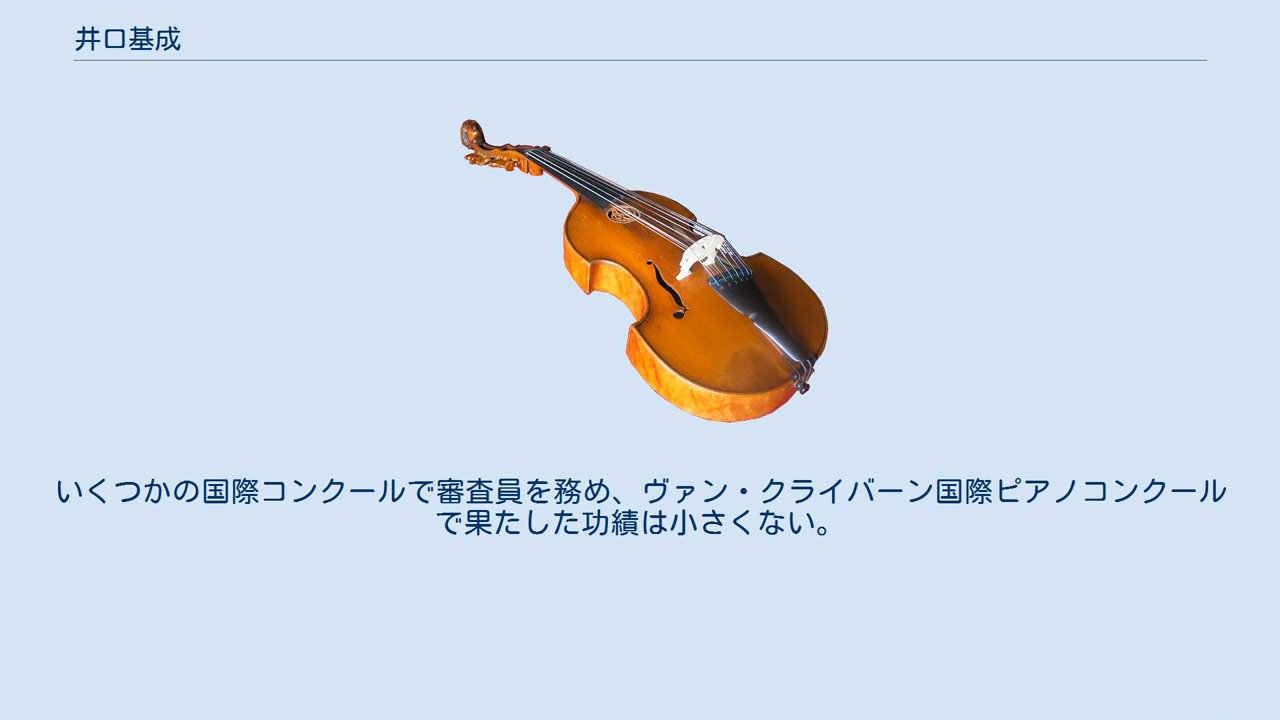 井口基成
いくつかの国際コンクールで審査員を務め、ヴァン・クライバーン国際ピアノコンクール
で果たした功績は小さくない。